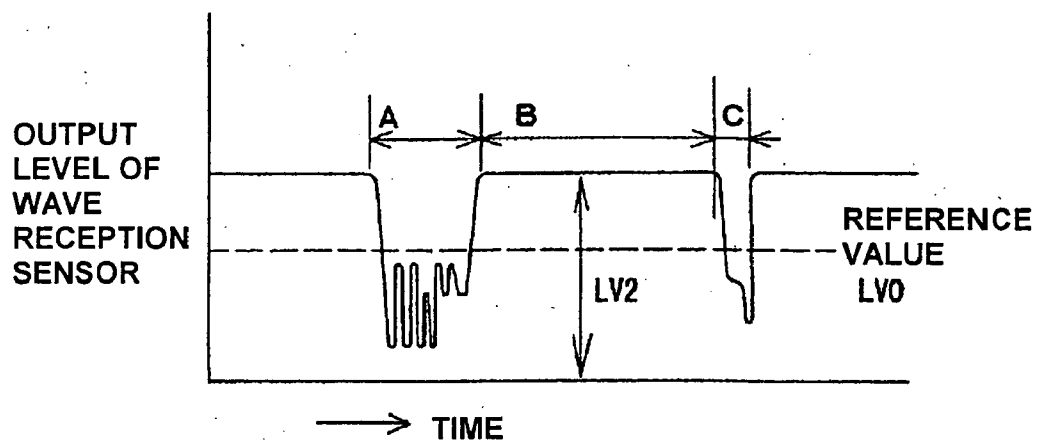 A
B
C
OUTPUT
LEVEL OF
WAVE
RECEPTION
SENSOR
REFERENCE
VALUE
LV0
LV2
TIME